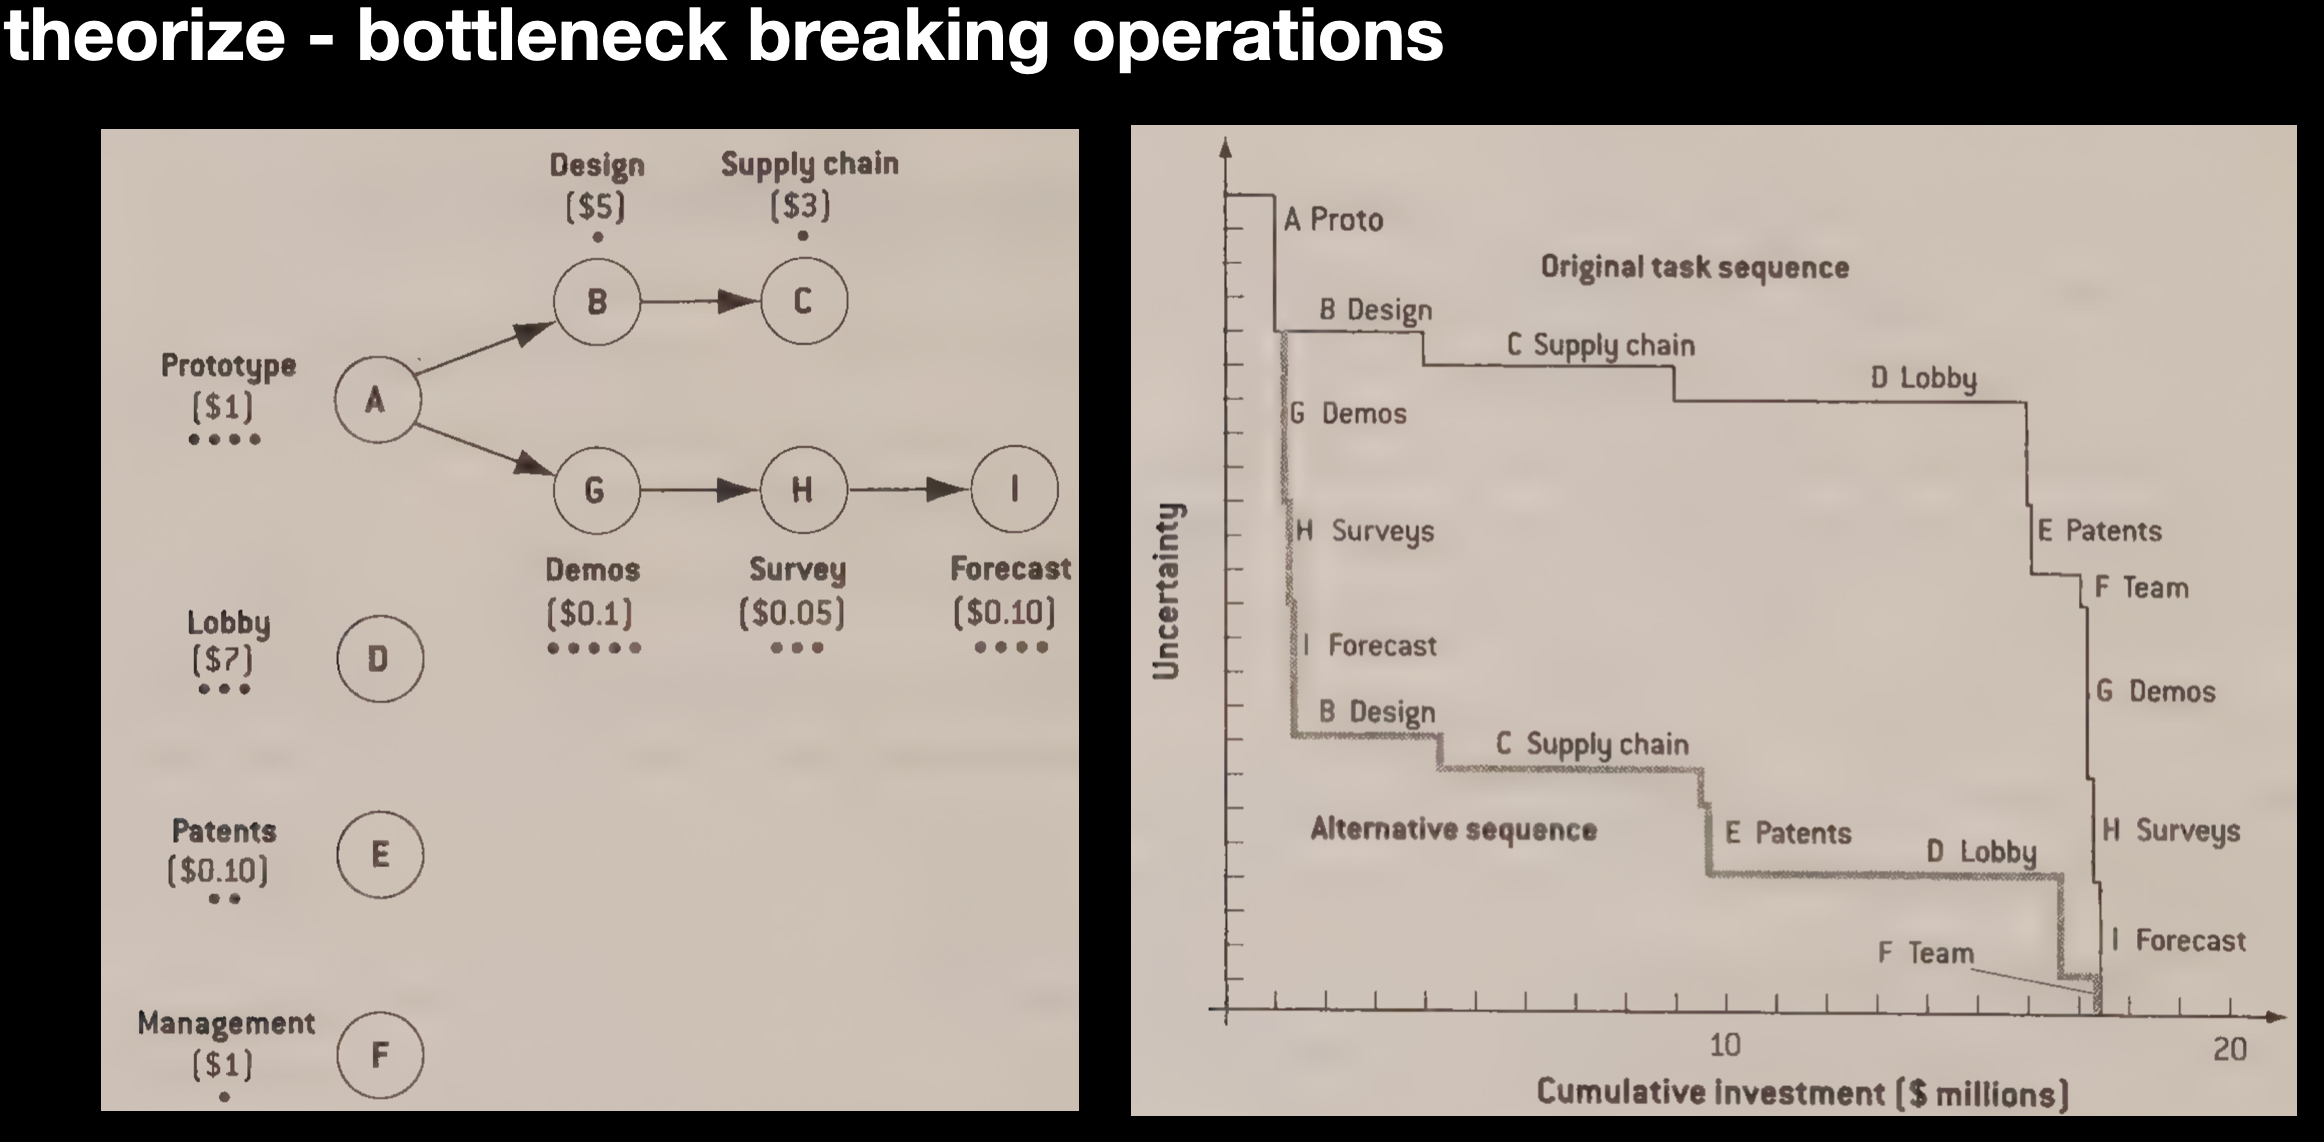 theorize - bottleneck breaking operations
Design
($5)
Supply chain
($3)
B
C
Prototype
($1)
A
G
H
I
Demos
($0.1)
Survey
($0.05)
Forecast
($0.10)
Lobby
($7)
D
Patents
($0.10)
E
Management
($1)
F
A Proto
Original task sequence
B Design
C Supply chain
D Lobby
G Demos
H Surveys
E Patents
F Team
I Forecast
G Demos
B Design
C Supply chain
Alternative sequence
E Patents
D Lobby
H Surveys
F Team
I Forecast
Uncertainty
10
20
Cumulative investment ($ millions)